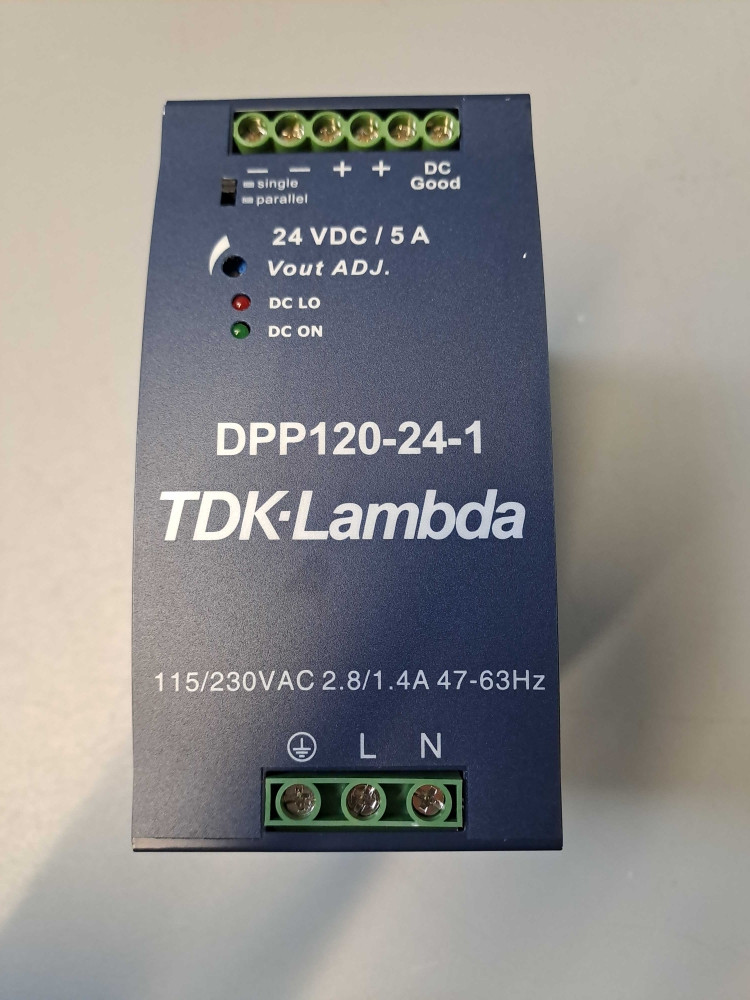 — — + + DC
Good
single
parallel
24 VDC / 5 A
Vout ADJ.
DC LO
DC ON
DPP120-24-1
TDK·Lambda
115/230VAC 2.8/1.4A 47-63Hz
L N